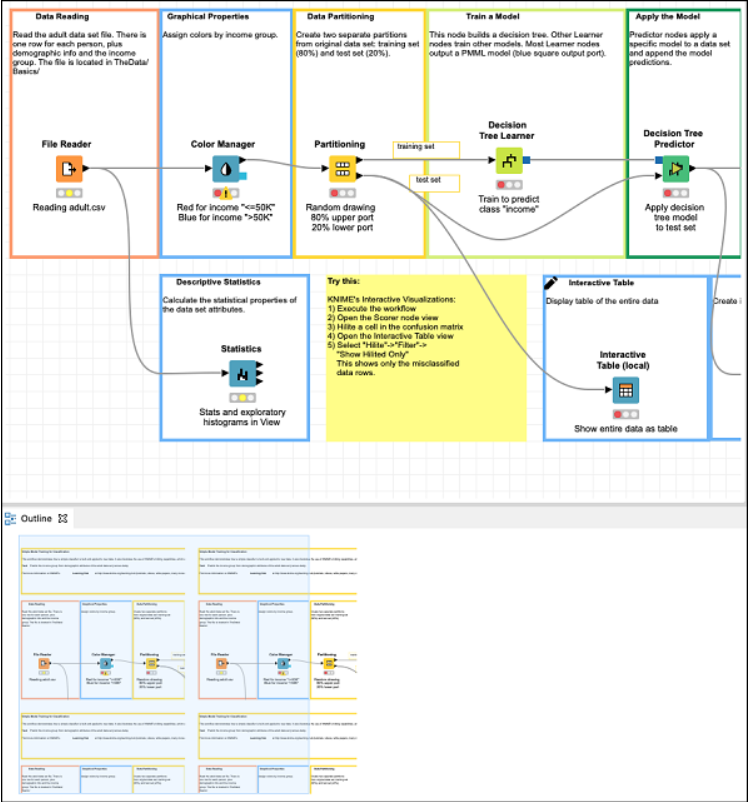 Data Reading
Read the adult data set file. There is
one row for each person, plus
demographic info and the income
group. The file is located in TheData/
Basics/
File Reader
Reading adult.csv
Graphical Properties
Assign colors by income group.
Color Manager
Red for income "<=50K"
Blue for income ">50K"
Data Partitioning
Create two separate partitions
from original data set: training set
(80%) and test set (20%).
Partitioning
Random drawing
80% upper port
20% lower port
training set
test set
Train a Model
This node builds a decision tree. Other Learner
nodes train other models. Most Learner nodes
output a PMML model (blue square output port).
Decision
Tree Learner
Train to predict
class "income"
Apply the Model
Predictor nodes apply a
specific model to a data set
and append the model
predictions.
Decision Tree
Predictor
Apply decision
tree model
to test set
Descriptive Statistics
Calculate the statistical properties of
the data set attributes.
Statistics
Stats and exploratory
histograms in View
Try this:
KNIME's Interactive Visualizations:
1) Execute the workflow
2) Open the Scorer node view
3) Hilite a cell in the confusion matrix
4) Open the Interactive Table view
5) Select "Hilite"->"Filter"->
"Show Hilited Only"
This shows only the misclassified
data rows.
Interactive Table
Display table of the entire data
Interactive
Table (local)
Show entire data as table
Create
Outline
File Reader
Color Manager
Partitioning
File Reader
Color Manager
Partitioning